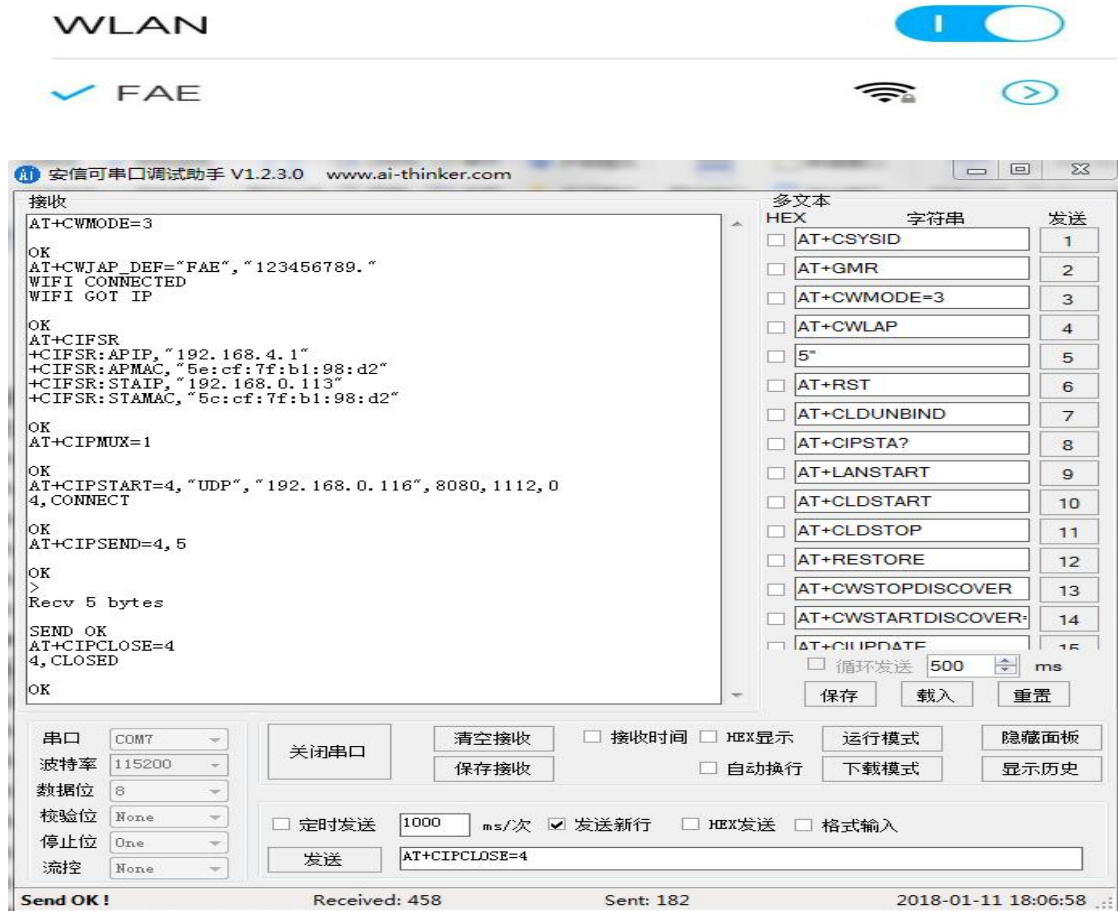 WLAN
FAE
安信可串口调试助手 V1.2.3.0 www.ai-thinker.com
接收
AT+CWMODE=3
OK
AT+CWJAP_DEF="FAE","123456789."
WIFI CONNECTED
WIFI GOT IP
OK
AT+CIFSR
+CIFSR:APIP,"192.168.4.1"
+CIFSR:APMAC,"5e:cf:7f:b1:98:d2"
+CIFSR:STAIP,"192.168.0.113"
+CIFSR:STAMAC,"5c:cf:7f:b1:98:d2"
OK
AT+CIPMUX=1
OK
AT+CIPSTART=4,"UDP","192.168.0.116",8080,1112,0
4,CONNECT
OK
AT+CIPSEND=4,5
OK
>
Recv 5 bytes
SEND OK
AT+CIPCLOSE=4
4,CLOSED
OK
多文本
HEX 字符串 发送
AT+CSYSID 1
AT+GMR 2
AT+CWMODE=3 3
AT+CWLAP 4
5" 5
AT+RST 6
AT+CLDUNBIND 7
AT+CIPSTA? 8
AT+LANSTART 9
AT+CLDSTART 10
AT+CLDSTOP 11
AT+RESTORE 12
AT+CWSTOPDISCOVER 13
AT+CWSTARTDISCOVER= 14
AT+CIUPDATE 15
循环发送 500 ms
保存 载入 重置
串口 COM7
波特率 115200
数据位 8
校验位 None
停止位 One
流控 None
关闭串口
清空接收 接收时间 HEX显示 运行模式 隐藏面板
保存接收 自动换行 下载模式 显示历史
定时发送 1000 ms/次 发送新行 HEX发送 格式输入
发送 AT+CIPCLOSE=4
Send OK! Received: 458 Sent: 182 2018-01-11 18:06:58